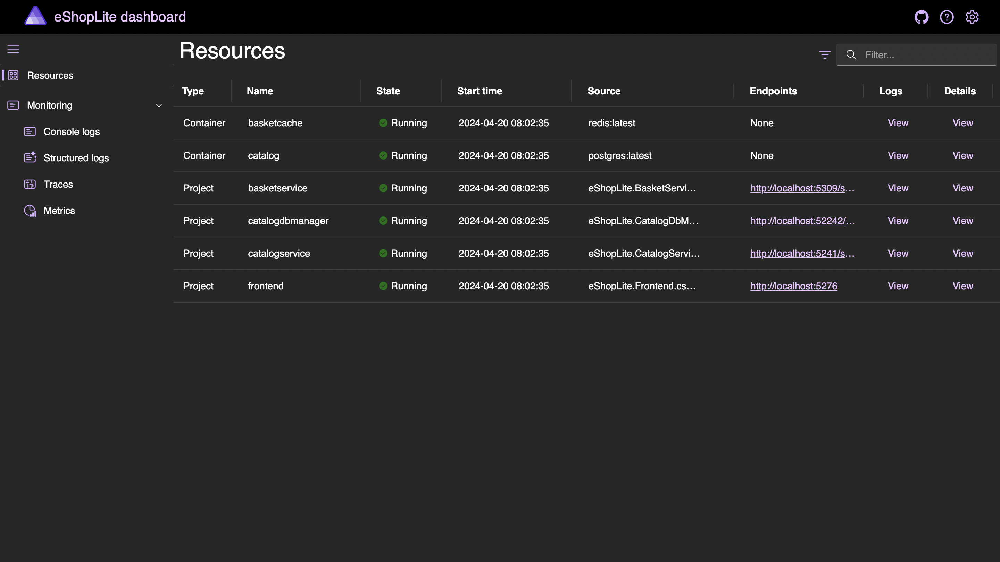 eShopLite dashboard
Resources
Filter...
Resources
Monitoring
Console logs
Structured logs
Traces
Metrics
Type Name State Start time Source Endpoints Logs Details
Container basketcache Running 2024-04-20 08:02:35 redis:latest None View View
Container catalog Running 2024-04-20 08:02:35 postgres:latest None View View
Project basketservice Running 2024-04-20 08:02:35 eShopLite.BasketServi... http://localhost:5309/s... View View
Project catalogdbmanager Running 2024-04-20 08:02:35 eShopLite.CatalogDbM... http://localhost:52242/... View View
Project catalogservice Running 2024-04-20 08:02:35 eShopLite.CatalogServi... http://localhost:5241/s... View View
Project frontend Running 2024-04-20 08:02:35 eShopLite.Frontend.cs... http://localhost:5276 View View